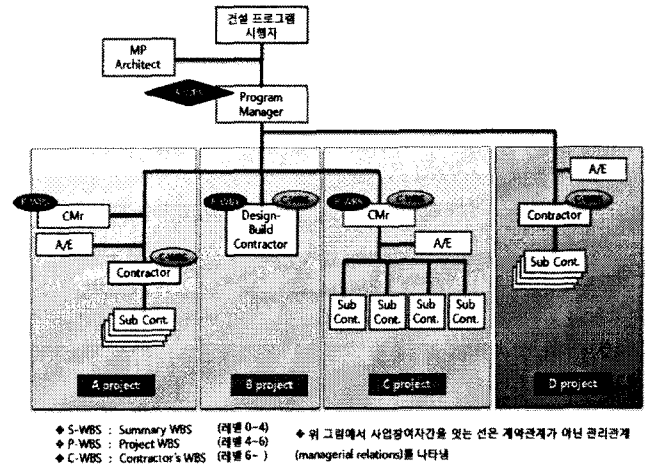 건설 프로그램
시행자
MP
Architect
Program
Manager
A/E
CMr
A/E
Contractor
Sub Cont.
Design-
Build
Contractor
CMr
A/E
Sub
Cont.
Sub
Cont.
Sub
Cont.
Sub
Cont.
Contractor
Sub Cont.
A project
B project
C project
D project
◆ S-WBS : Summary WBS (레벨 0~4)
◆ P-WBS : Project WBS (레벨 4~6)
◆ C-WBS : Contractor's WBS (레벨 6~ )
◆ 위 그림에서 사업참여자간을 잇는 선은 계약관계가 아닌 관리관계
(managerial relations)를 나타냄